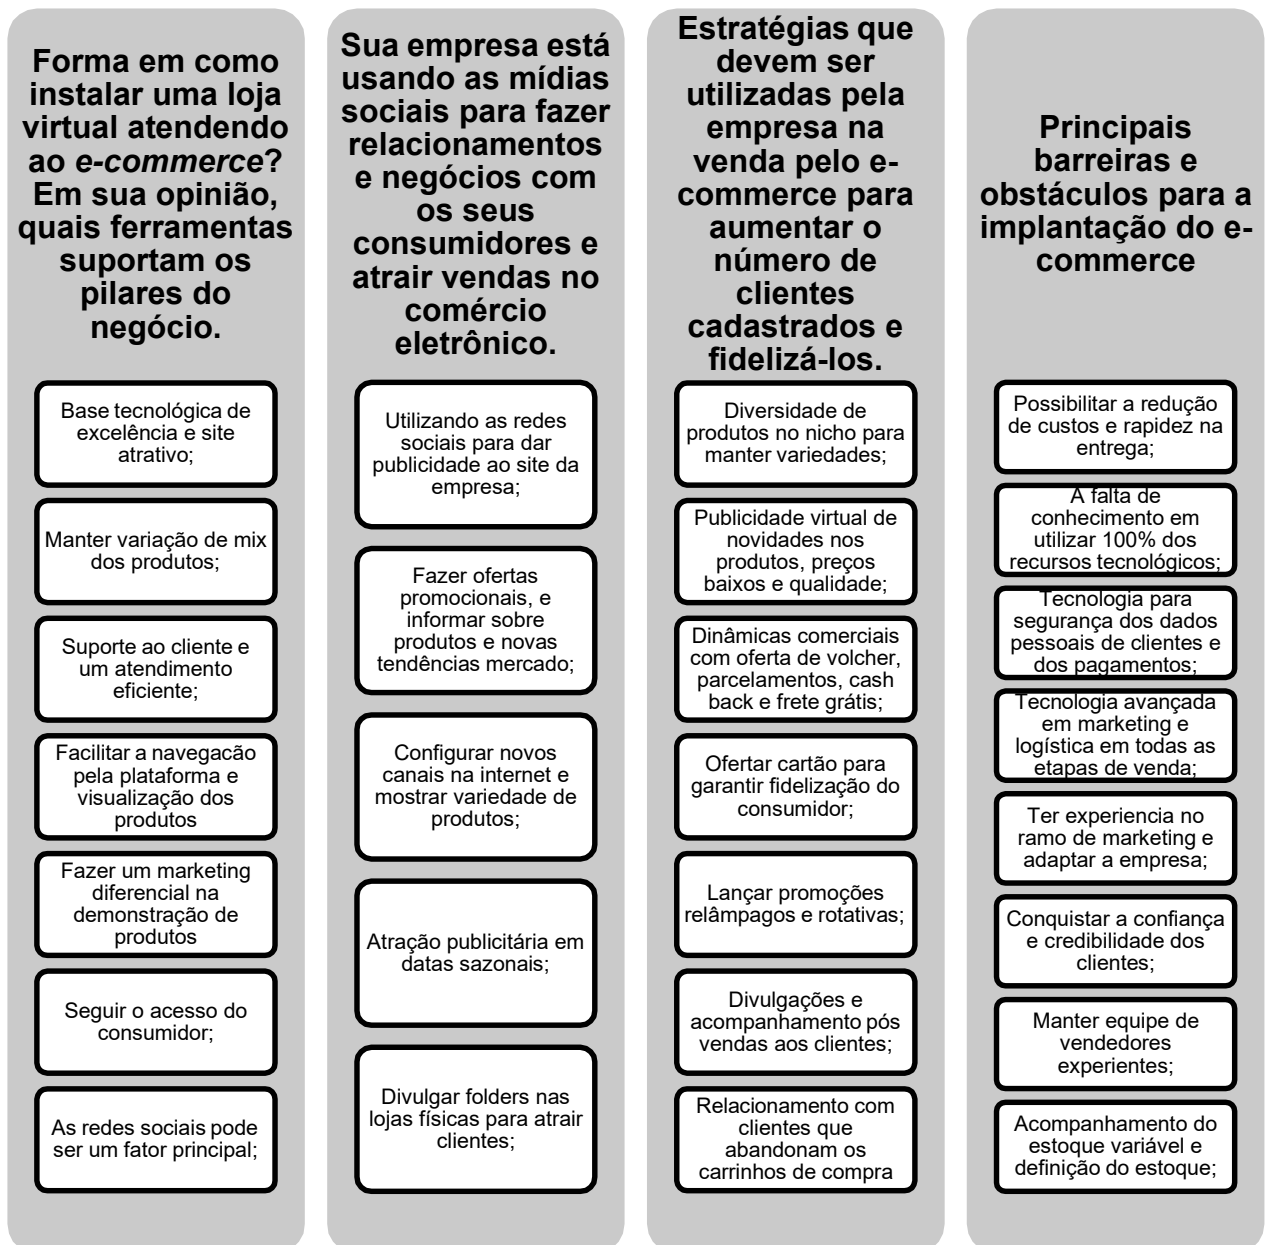 Forma em como
instalar uma loja
virtual atendendo
ao e-commerce?
Em sua opinião,
quais ferramentas
suportam os
pilares do
negócio.
Base tecnológica de
excelência e site
atrativo;
Manter variação de mix
dos produtos;
Suporte ao cliente e
um atendimento
eficiente;
Facilitar a navegacão
pela plataforma e
visualização dos
produtos
Fazer um marketing
diferencial na
demonstração de
produtos
Seguir o acesso do
consumidor;
As redes sociais pode
ser um fator principal;
Sua empresa está
usando as mídias
sociais para fazer
relacionamentos
e negócios com
os seus
consumidores e
atrair vendas no
comércio
eletrônico.
Utilizando as redes
sociais para dar
publicidade ao site da
empresa;
Fazer ofertas
promocionais, e
informar sobre
produtos e novas
tendências mercado;
Configurar novos
canais na internet e
mostrar variedade de
produtos;
Atração publicitária em
datas sazonais;
Divulgar folders nas
lojas físicas para atrair
clientes;
Estratégias que
devem ser
utilizadas pela
empresa na
venda pelo e-
commerce para
aumentar o
número de
clientes
cadastrados e
fidelizá-los.
Diversidade de
produtos no nicho para
manter variedades;
Publicidade virtual de
novidades nos
produtos, preços
baixos e qualidade;
Dinâmicas comerciais
com oferta de volcher,
parcelamentos, cash
back e frete grátis;
Ofertar cartão para
garantir fidelização do
consumidor;
Lançar promoções
relâmpagos e rotativas;
Divulgações e
acompanhamento pós
vendas aos clientes;
Relacionamento com
clientes que
abandonam os
carrinhos de compra
Principais
barreiras e
obstáculos para a
implantação do e-
commerce
Possibilitar a redução
de custos e rapidez na
entrega;
A falta de
conhecimento em
utilizar 100% dos
recursos tecnológicos;
Tecnologia para
segurança dos dados
pessoais de clientes e
dos pagamentos;
Tecnologia avançada
em marketing e
logística em todas as
etapas de venda;
Ter experiencia no
ramo de marketing e
adaptar a empresa;
Conquistar a confiança
e credibilidade dos
clientes;
Manter equipe de
vendedores
experientes;
Acompanhamento do
estoque variável e
definição do estoque;